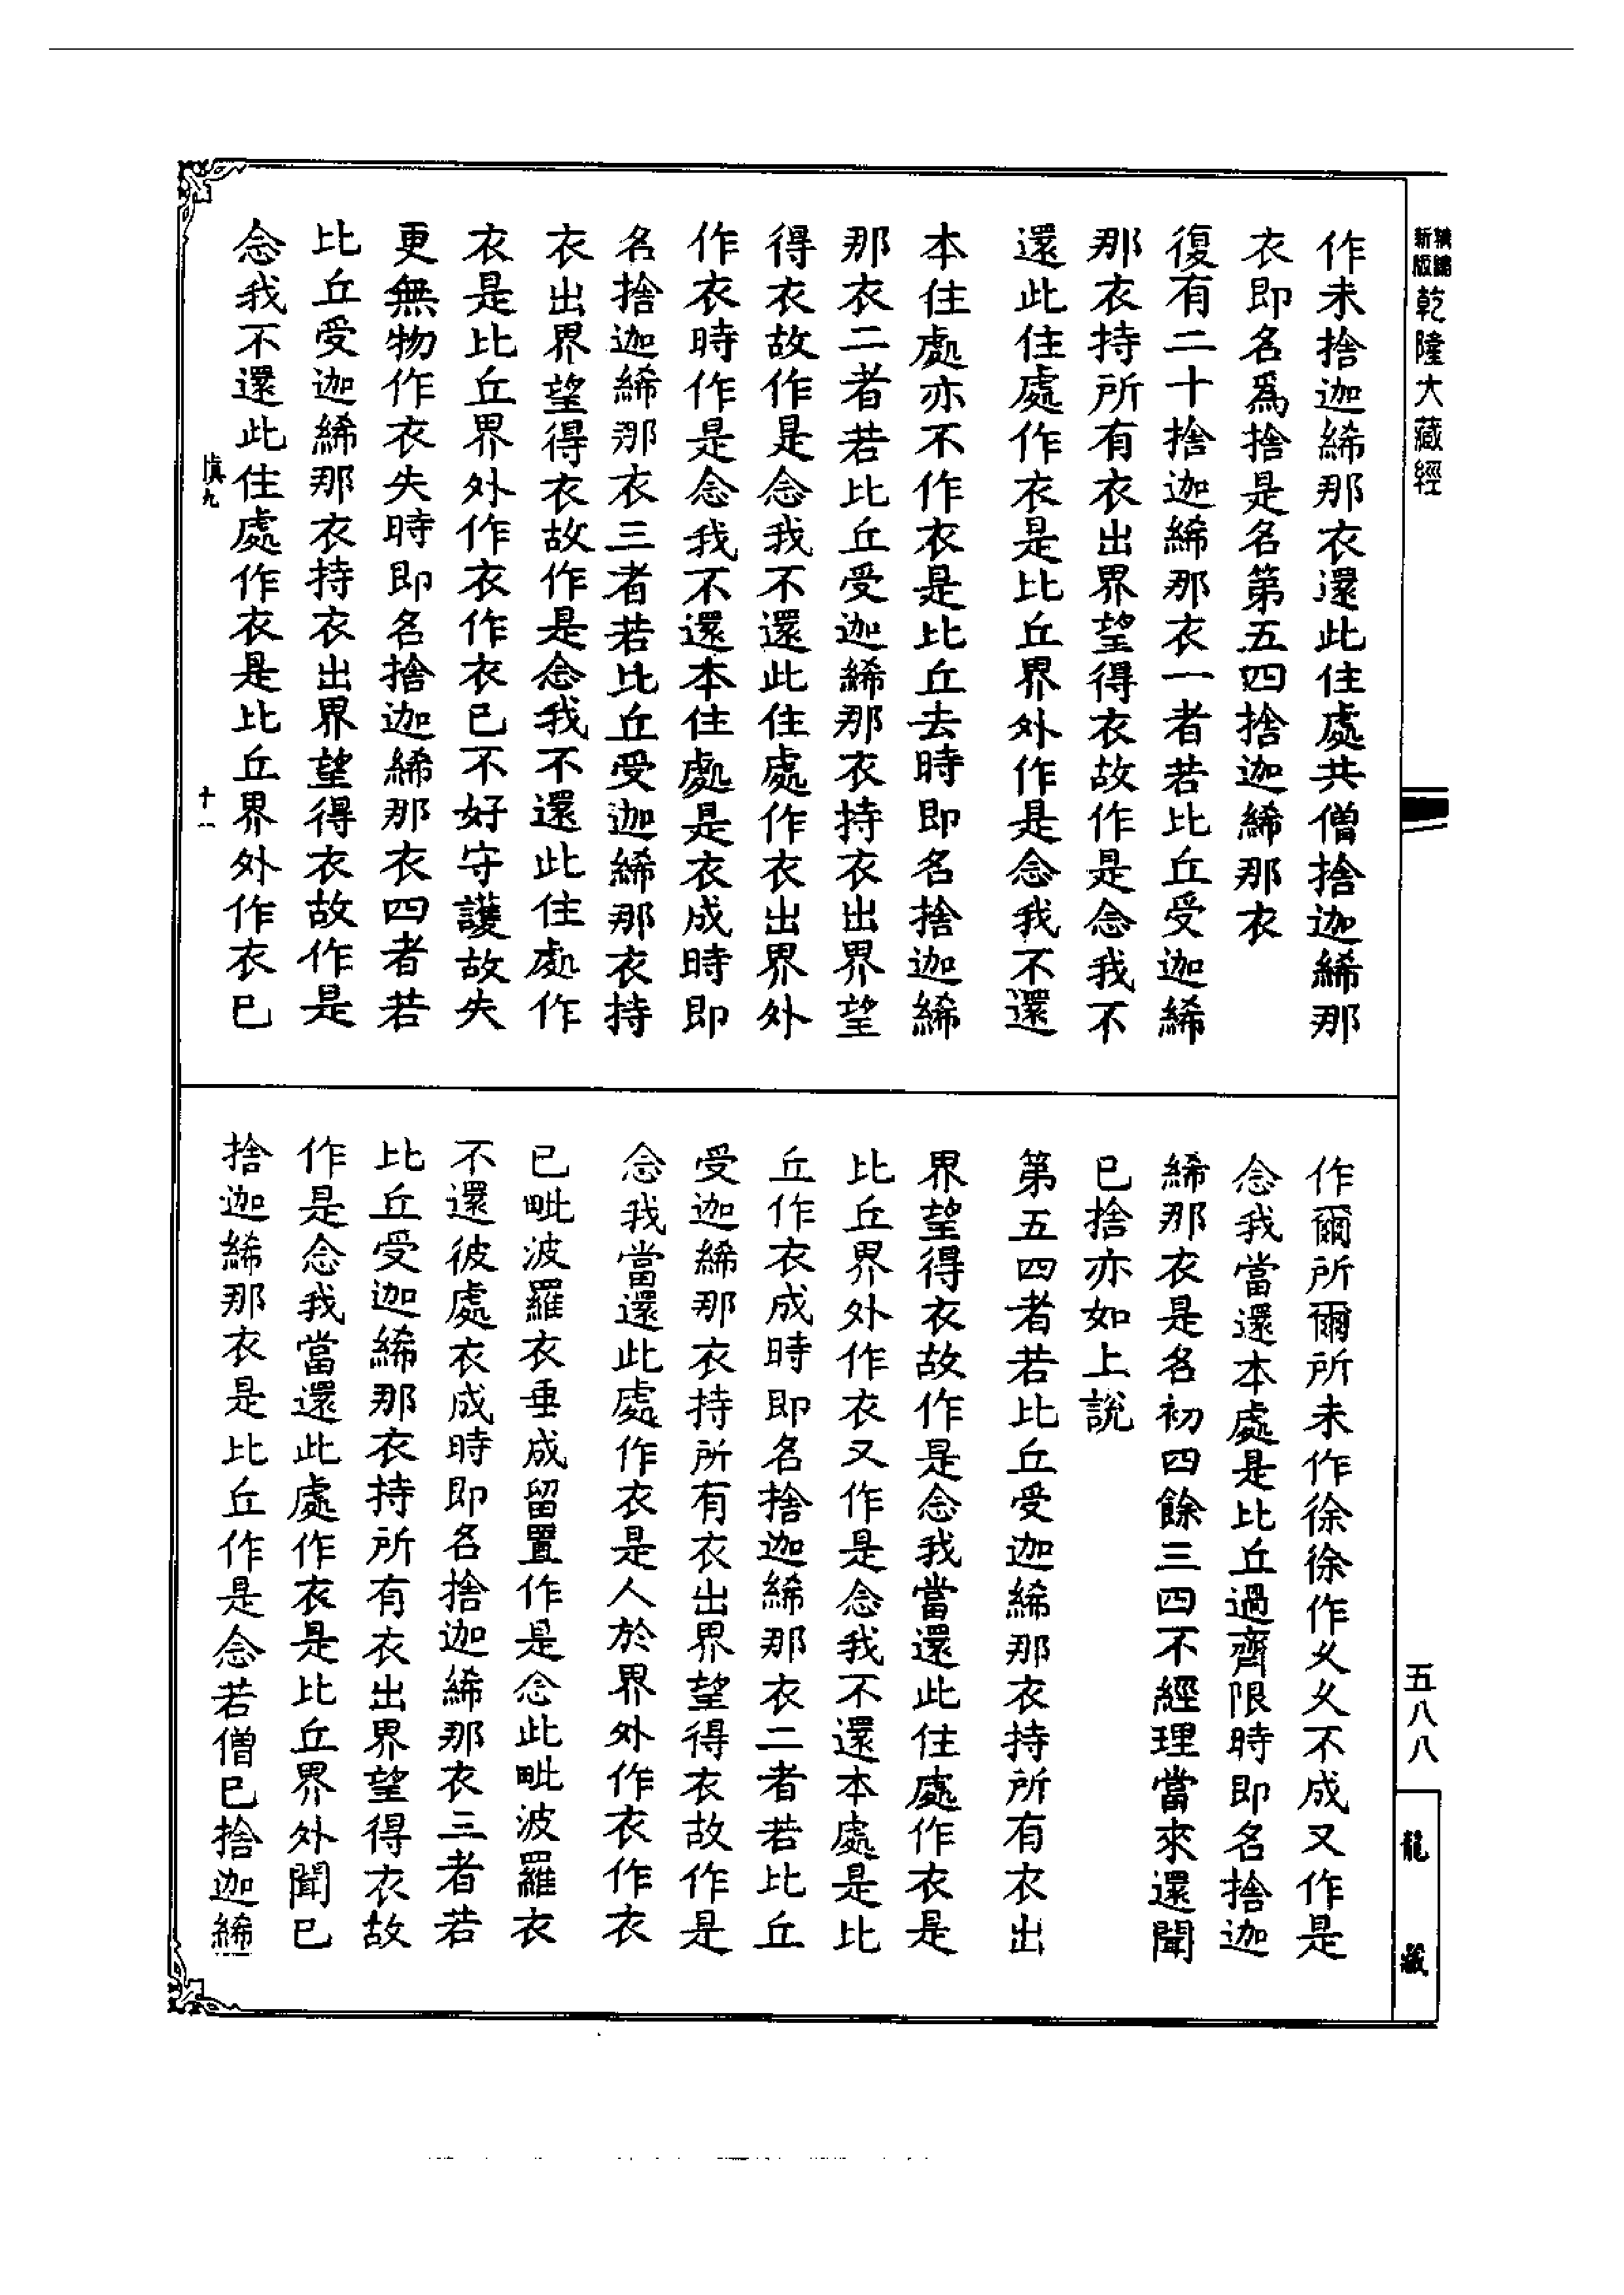 新版
乾隆大藏經
作未捨迦絺那衣還此住處共僧捨迦絺那
衣即名爲捨是名第五四捨迦絺那衣
復有二十捨迦絺那衣一者若比丘受迦絺
那衣持所有衣出界望得衣故作是念我不
還此住處作衣是比丘界外作是念我不還
本住處亦不作衣是比丘去時即名捨迦絺
那衣二者若比丘受迦絺那衣持衣出界望
得衣故作是念我不還此住處作衣出界外
作衣時作是念我不還本住處是衣成時即
名捨迦絺那衣三者若比丘受迦絺那衣持
衣出界望得衣故作是念我不還此住處作
衣是比丘界外作衣作衣已不好守護故失
更無物作衣失時即名捨迦絺那衣四者若
比丘受迦絺那衣持衣出界望得衣故作是
念我不還此住處作衣是比丘界外作衣已
慎九
十一
作爾所爾所未作徐徐作久久不成又作是
念我當還本處是比丘過齊限時即名捨迦
絺那衣是名初四餘三四不經理當來還聞
已捨亦如上說
第五四者若比丘受迦絺那衣持所有衣出
界望得衣故作是念我當還此住處作衣是
比丘界外作衣又作是念我不還本處是比
丘作衣成時即名捨迦絺那衣二者若比丘
受迦絺那衣持所有衣出界望得衣故作是
念我當還此處作衣是人於界外作衣作衣
已毗波羅衣垂成留置作是念此毗波羅衣
不還彼處衣成時即名捨迦絺那衣三者若
比丘受迦絺那衣持所有衣出界望得衣故
作是念我當還此處作衣是比丘界外聞已
捨迦絺那衣是比丘作是念若僧已捨迦絺
五八八
龍藏